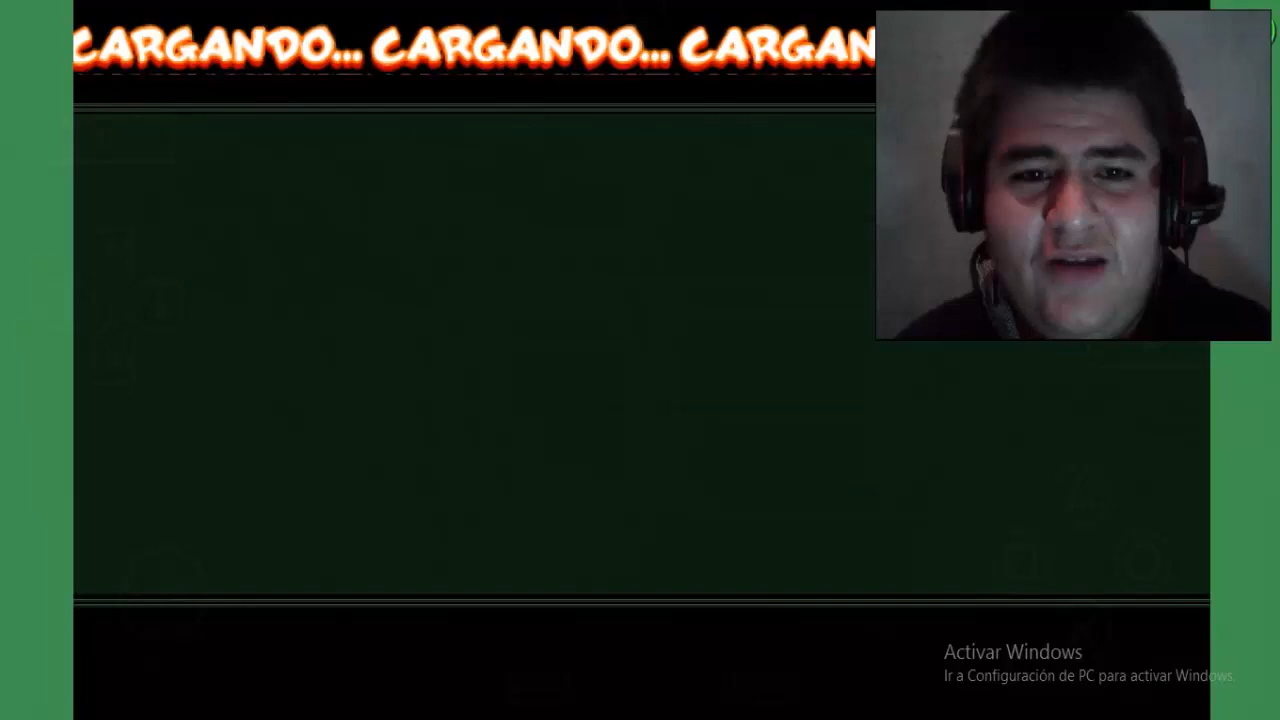 CARGANDO... CARGANDO... CARGAN
Activar Windows
Ir a Configuración de PC para activar Windows.